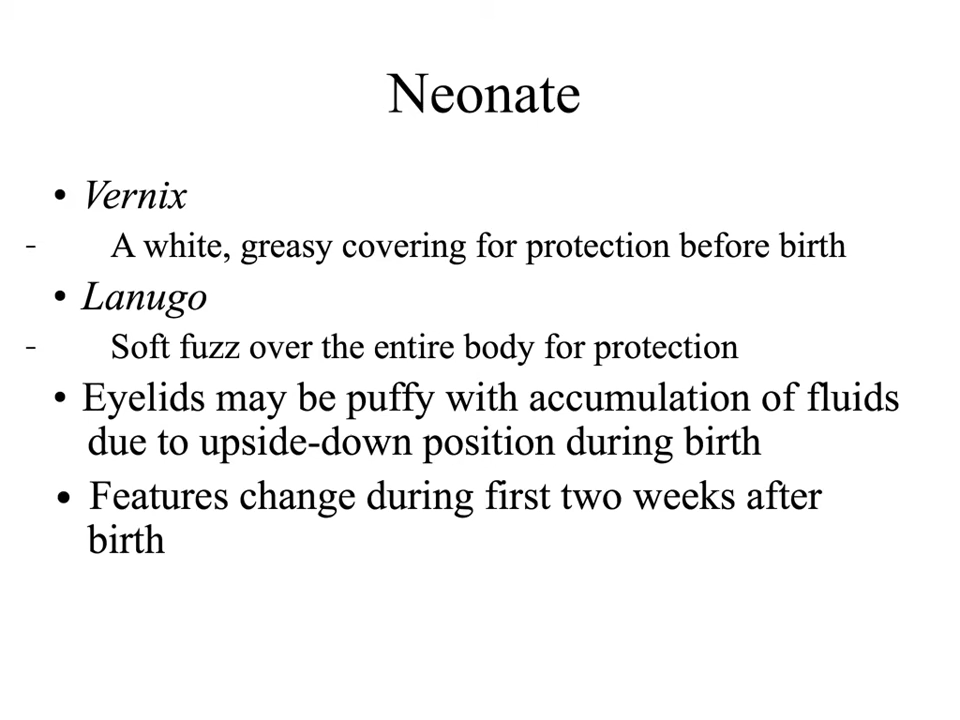 Neonate
• Vernix
- A white, greasy covering for protection before birth
• Lanugo
- Soft fuzz over the entire body for protection
• Eyelids may be puffy with accumulation of fluids
due to upside-down position during birth
• Features change during first two weeks after
birth